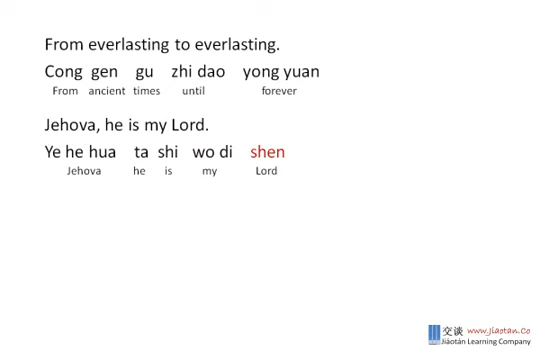 From everlasting to everlasting.
Cong gen gu zhi dao yong yuan
From ancient times until forever
Jehova, he is my Lord.
Ye he hua ta shi wo di shen
Jehova he is my Lord
交谈 www.jiaotan.co
Jiāotán Learning Company